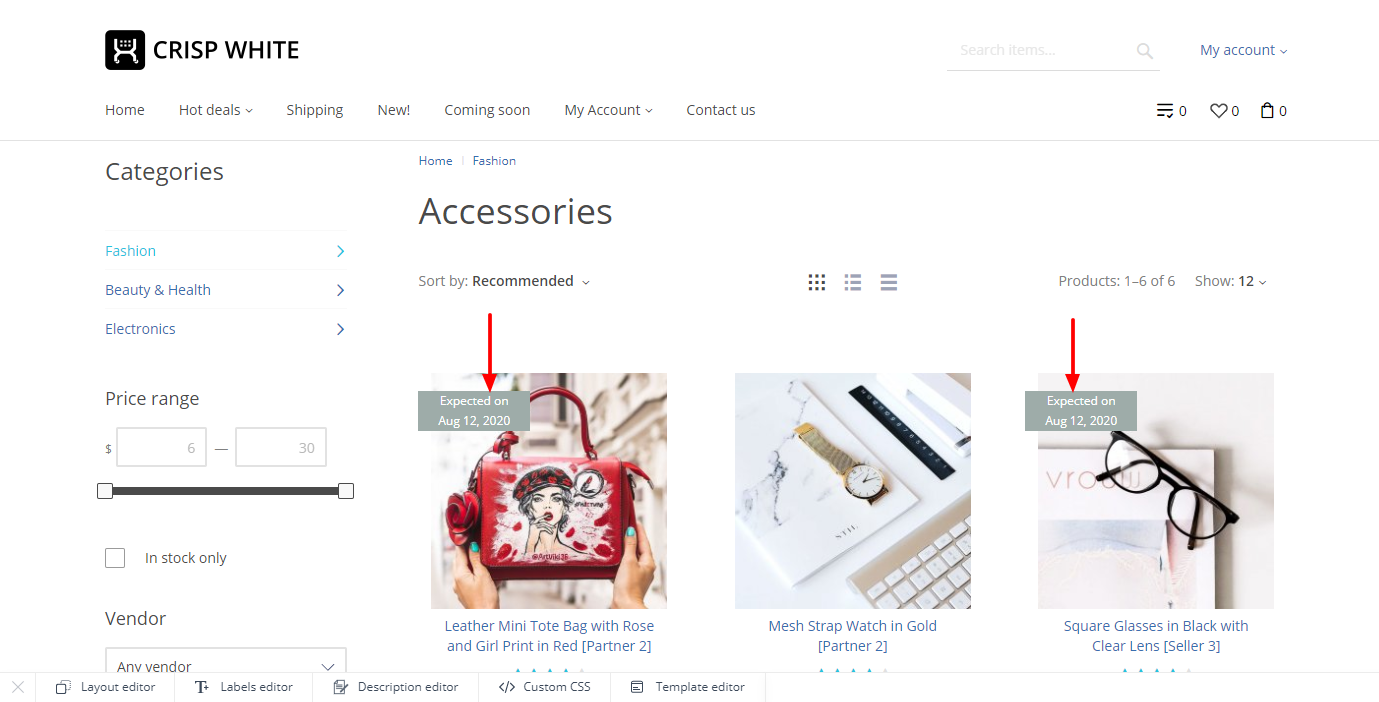 CRISP WHITE
Search items...
My account
Home
Hot deals
Shipping
New!
Coming soon
My Account
Contact us
0
0
0
Categories
Fashion
Beauty & Health
Electronics
Price range
$ 6 — 30
In stock only
Vendor
Any vendor
Home
Fashion
Accessories
Sort by: Recommended
Products: 1–6 of 6
Show: 12
Expected on
Aug 12, 2020
@ArtViki36
Leather Mini Tote Bag with Rose
and Girl Print in Red [Partner 2]
STIL
Mesh Strap Watch in Gold
[Partner 2]
Expected on
Aug 12, 2020
Square Glasses in Black with
Clear Lens [Seller 3]
Layout editor
Labels editor
Description editor
Custom CSS
Template editor